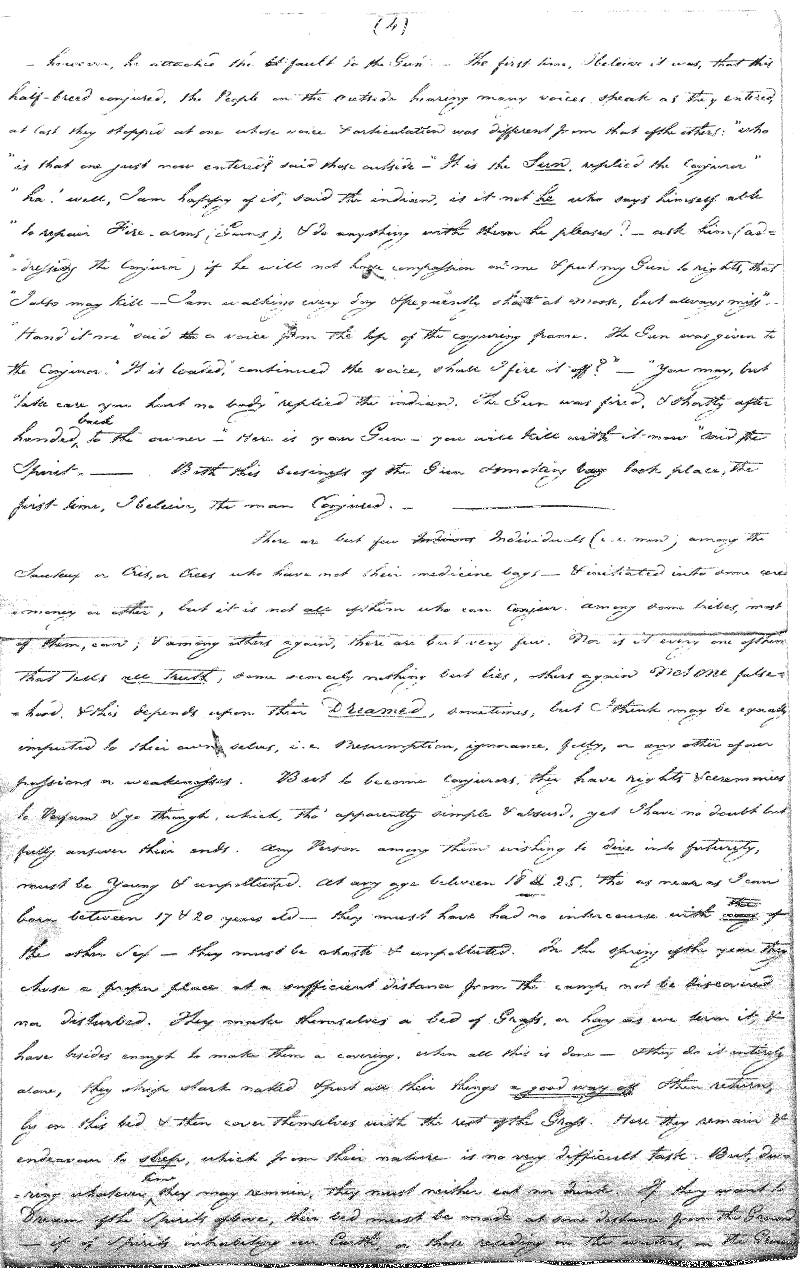 (4)
- however, he attached the fault to the Gun - The first time, I beleive it was, that this
half-breed conjured, the People on the outside hearing many voices speak as they entered,
at last they stopped at one whose voice & articulation was different from that of the others: "who
"is that one just now entered?" said those outside - "It is the Sun, replied the Conjuror"
"ha! well, I am happy of it, said the indian, is it not he who says himself able
"to repair Fire-arms, (Guns), & do anything with them he pleases? - ask him (ad=
"=dressing the Conjuror) if he will not have compassion on me & put my Gun to rights, that
"I also may kill - I am walking every day & frequently shoot at moose, but always miss". -
"Hand it me" said a voice from the top of the conjuring frame. The Gun was given to
the Conjuror. "It is loaded," continued the voice, "shall I fire it off?" - "You may, but
"take care you hurt no body" replied the indian. The Gun was fired, & shortly after
back
handed, to the owner - "Here is your Gun - you will kill with it now" said the
Spirit. - Both this business of the Gun & smoking bag took place, the
first time, I beleive, the man Conjured. -
There are but few Indians Individuals (i.e. men) among the
Sauteux or Cris, or Crees who have not their medicine bags - & initiated into some cere
=mony or other, but it is not all of them who can Conjur. among some tribes, most
of them, can; & among others again, there are but very few. Nor is it every one of them
that tells all truth, some scarcely nothing but lies, others again not one false=
=hood, & this depends upon their Dreamed, sometimes, but I think may be equally
imputed to their own selves, i.e. Presumption, ignorance, folly, or any other of our
passions or weaknesses. But to become conjurors, they have rights & ceremonies
to Perform & go through, which, tho' apparently simple & absurd, yet I have no doubt but
fully answer their ends. Any Person among them wishing to dive into futurity,
must be Young & unpolluted. At any age between 18 & 25, tho as near as I can
learn between 17 & 20 years old - they must have had no intercourse with of
the other Sex - they must be chaste & unpolluted. In the spring of the year they
chose a proper place at a sufficient distance from the camp not be discovered
nor disturbed. They make themselves a bed of Grass, or hay as we term it, &
have besides enough to make them a covering. When all this is done - & they do it entirely
alone, they strip stark naked & put all their things a good way off & then return,
ly on this bed & then cover themselves with the rest of the Grass. Here they remain &
endeavour to sleep, which from their nature is no very difficult task. But, du
time
=ring whatever, they may remain, they must neither eat nor drink. If they want to
Dream of the Spirits above, their bed must be made at some distance from the Ground
- if of Spirits inhabiting our Earth, or those residing in the waters, on the Ground